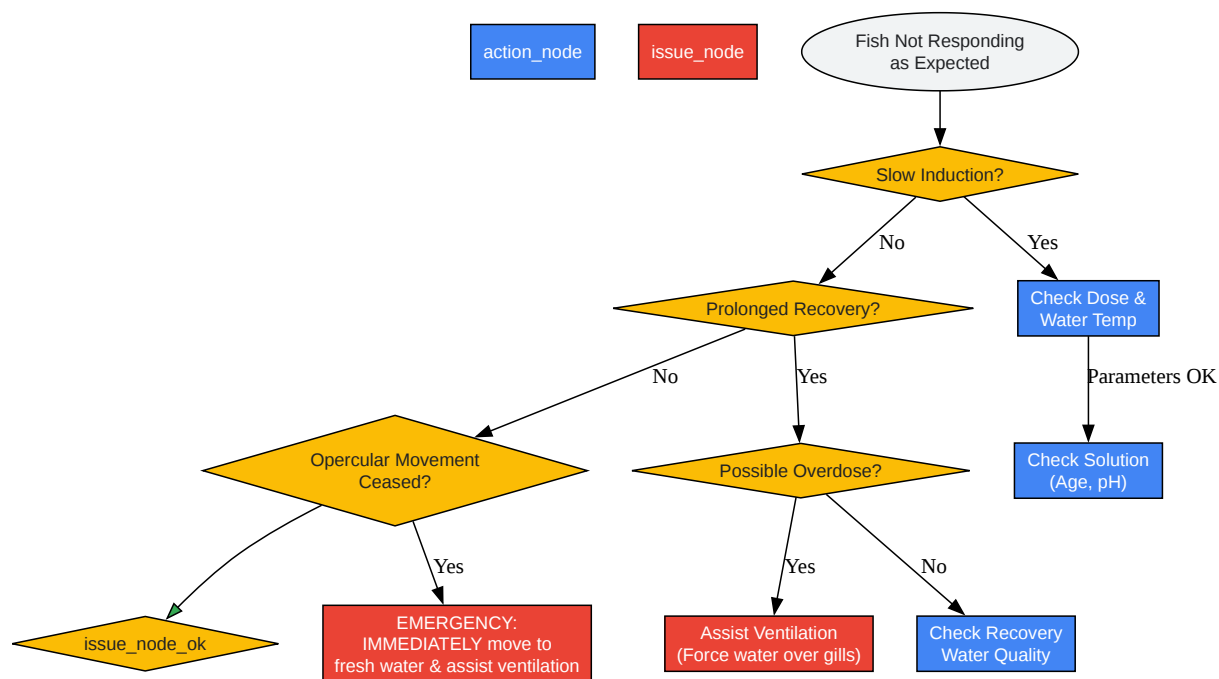 action_node
issue_node
Fish Not Responding
as Expected
Slow Induction?
No
Yes
Prolonged Recovery?
Check Dose &
Water Temp
No
Yes
Parameters OK
Opercular Movement
Ceased?
Possible Overdose?
Check Solution
(Age, pH)
Yes
Yes
No
issue_node_ok
EMERGENCY:
IMMEDIATELY move to
fresh water & assist ventilation
Assist Ventilation
(Force water over gills)
Check Recovery
Water Quality